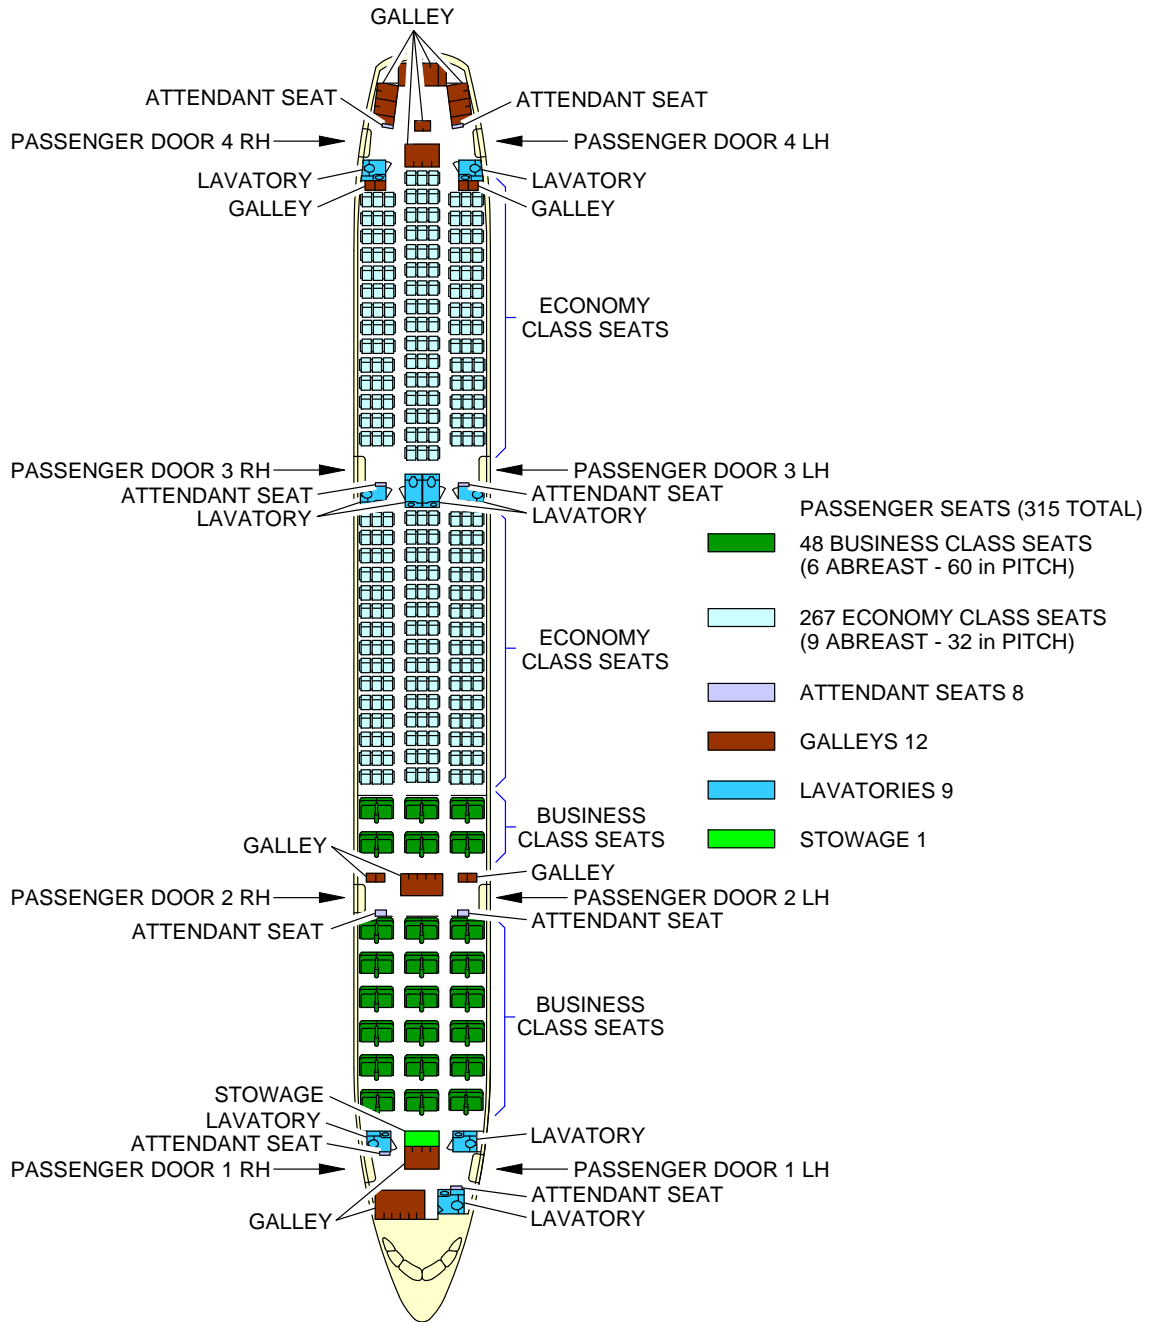 GALLEY
ATTENDANT SEAT
ATTENDANT SEAT
PASSENGER DOOR 4 RH
PASSENGER DOOR 4 LH
LAVATORY
LAVATORY
GALLEY
GALLEY
ECONOMY
CLASS SEATS
PASSENGER DOOR 3 RH
PASSENGER DOOR 3 LH
ATTENDANT SEAT
ATTENDANT SEAT
LAVATORY
LAVATORY
PASSENGER SEATS (315 TOTAL)
48 BUSINESS CLASS SEATS
(6 ABREAST - 60 in PITCH)
267 ECONOMY CLASS SEATS
(9 ABREAST - 32 in PITCH)
ECONOMY
CLASS SEATS
ATTENDANT SEATS 8
GALLEYS 12
LAVATORIES 9
STOWAGE 1
BUSINESS
CLASS SEATS
GALLEY
GALLEY
PASSENGER DOOR 2 RH
PASSENGER DOOR 2 LH
ATTENDANT SEAT
ATTENDANT SEAT
BUSINESS
CLASS SEATS
STOWAGE
LAVATORY
ATTENDANT SEAT
LAVATORY
PASSENGER DOOR 1 RH
PASSENGER DOOR 1 LH
ATTENDANT SEAT
GALLEY
LAVATORY